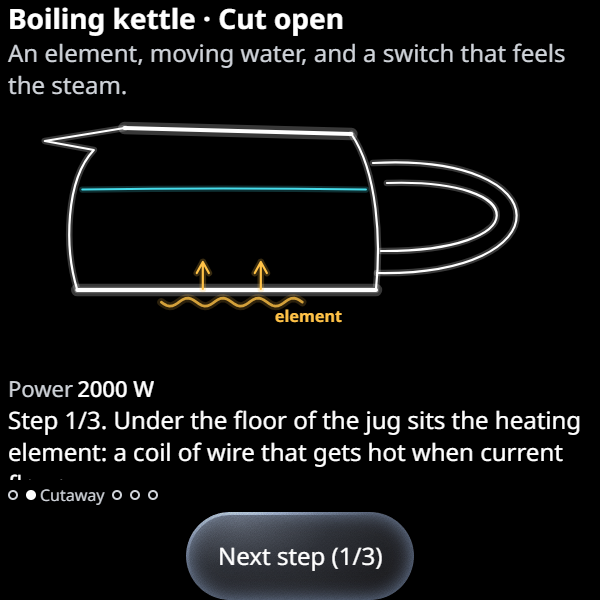 Boiling kettle · Cut open
An element, moving water, and a switch that feels
the steam.
element
Power 2000 W
Step 1/3. Under the floor of the jug sits the heating
element: a coil of wire that gets hot when current
Cutaway
Next step (1/3)